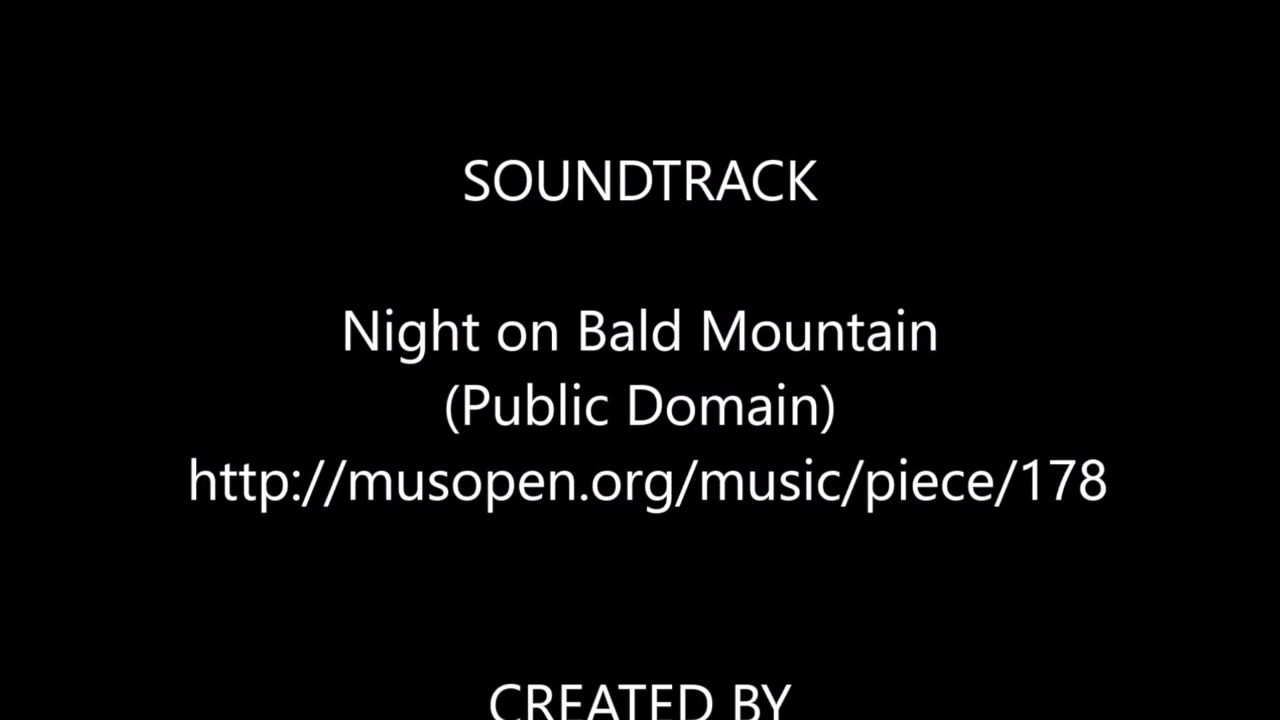 SOUNDTRACK
Night on Bald Mountain
(Public Domain)
http://musopen.org/music/piece/178
CREATED BY